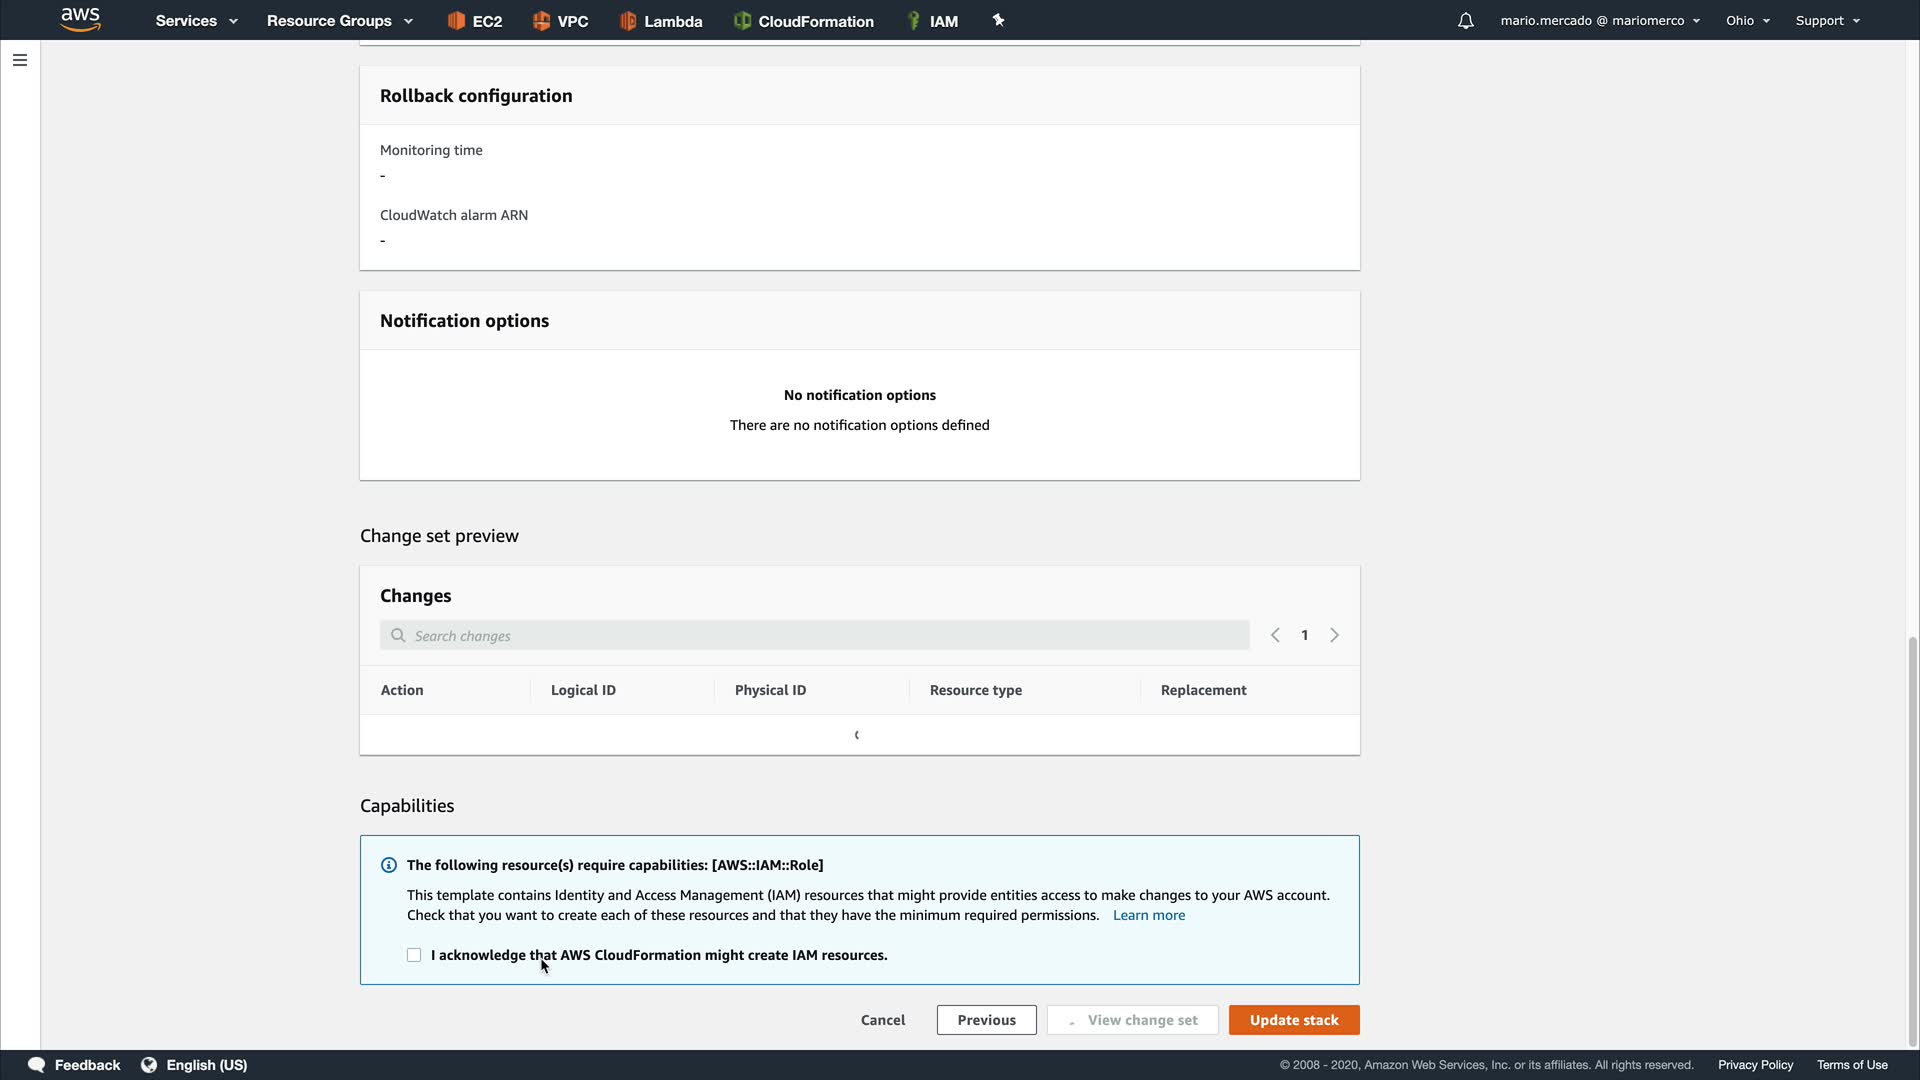 aws
Services
Resource Groups
EC2
VPC
Lambda
CloudFormation
IAM
mario.mercado @ mariomerco
Ohio
Support
Rollback configuration
Monitoring time
-
CloudWatch alarm ARN
-
Notification options
No notification options
There are no notification options defined
Change set preview
Changes
Search changes
1
Action
Logical ID
Physical ID
Resource type
Replacement
Capabilities
The following resource(s) require capabilities: [AWS::IAM::Role]
This template contains Identity and Access Management (IAM) resources that might provide entities access to make changes to your AWS account.
Check that you want to create each of these resources and that they have the minimum required permissions. Learn more
I acknowledge that AWS CloudFormation might create IAM resources.
Cancel
Previous
View change set
Update stack
Feedback
English (US)
© 2008 - 2020, Amazon Web Services, Inc. or its affiliates. All rights reserved.
Privacy Policy
Terms of Use